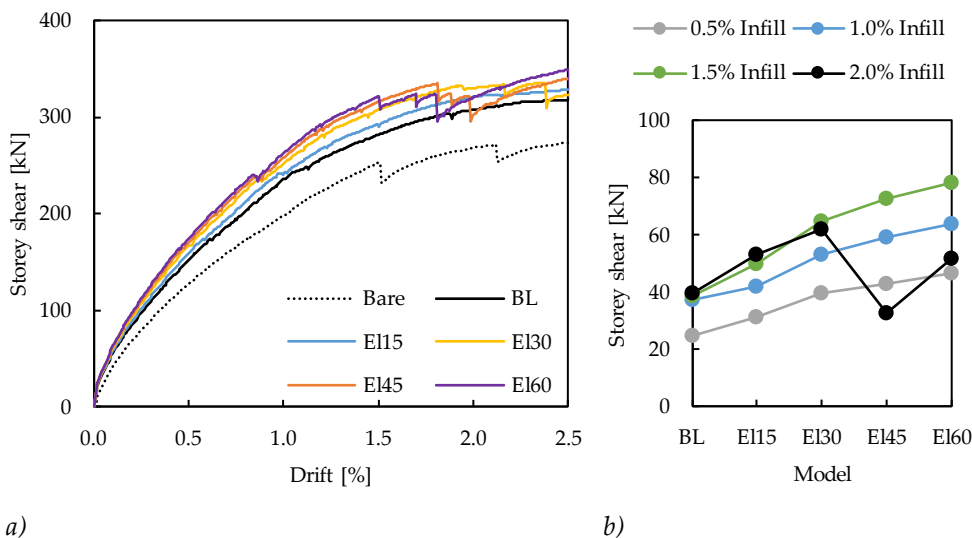 400
300
200
100
0
Storey shear [kN]
0.0 0.5 1.0 1.5 2.0 2.5
Drift [%]
Bare BL
El15 El30
El45 El60
a)
0.5% Infill 1.0% Infill
1.5% Infill 2.0% Infill
100
80
60
40
20
0
Storey shear [kN]
BL El15 El30 El45 El60
Model
b)